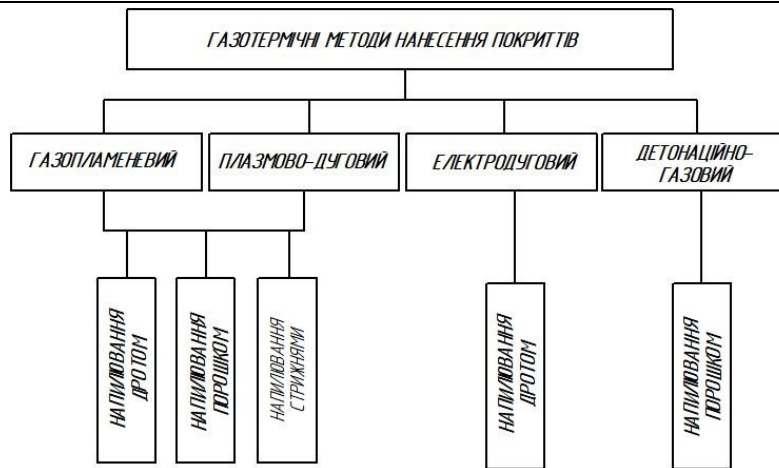 ГАЗОТЕРМІЧНІ МЕТОДИ НАНЕСЕННЯ ПОКРИТТІВ
ГАЗОПЛАМЕНЕВИЙ
ПЛАЗМОВО-ДУГОВИЙ
ЕЛЕКТРОДУГОВИЙ
ДЕТОНАЦІЙНО-
ГАЗОВИЙ
НАПИЛЮВАННЯ
ДРОТОМ
НАПИЛЮВАННЯ
ПОРОШКОМ
НАПИЛЮВАННЯ
СТРИЖНЯМИ
НАПИЛЮВАННЯ
ДРОТОМ
НАПИЛЮВАННЯ
ПОРОШКОМ